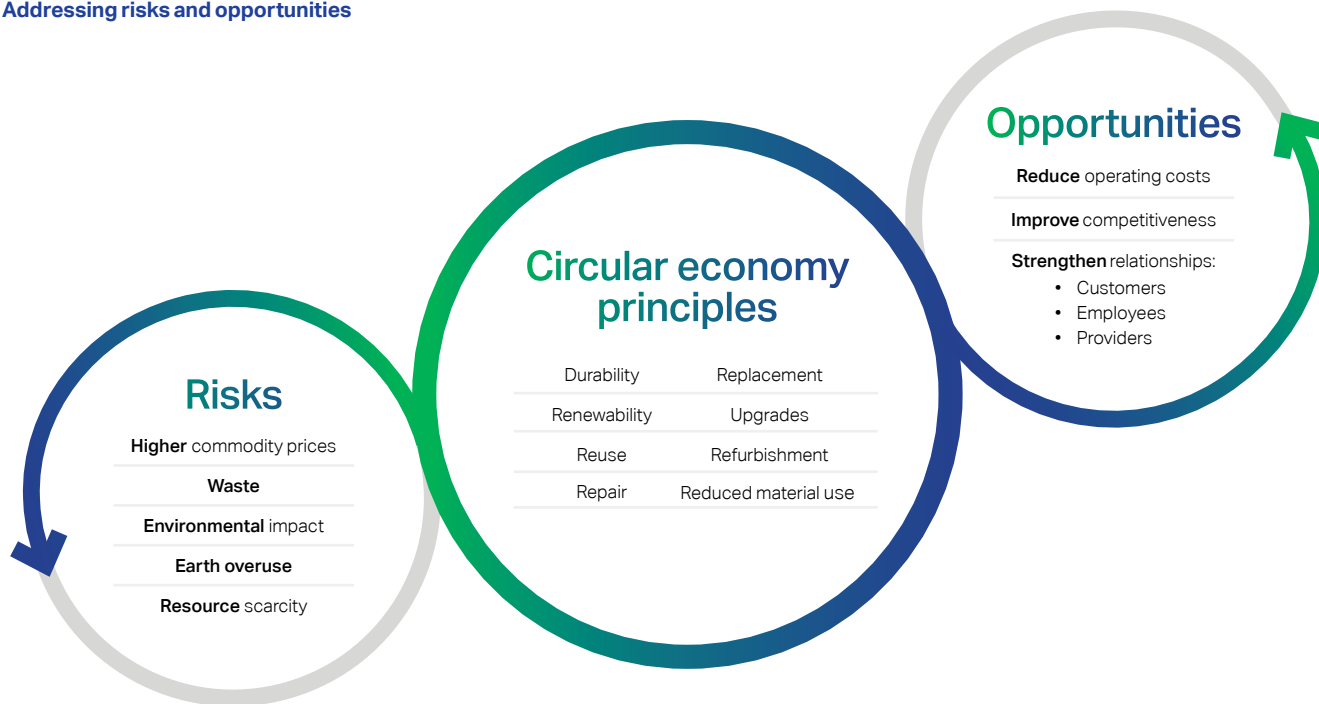 Addressing risks and opportunities
Risks
Higher commodity prices
Waste
Environmental impact
Earth overuse
Resource scarcity
Circular economy
principles
Durability Replacement
Renewability Upgrades
Reuse Refurbishment
Repair Reduced material use
Opportunities
Reduce operating costs
Improve competitiveness
Strengthen relationships:
• Customers
• Employees
• Providers